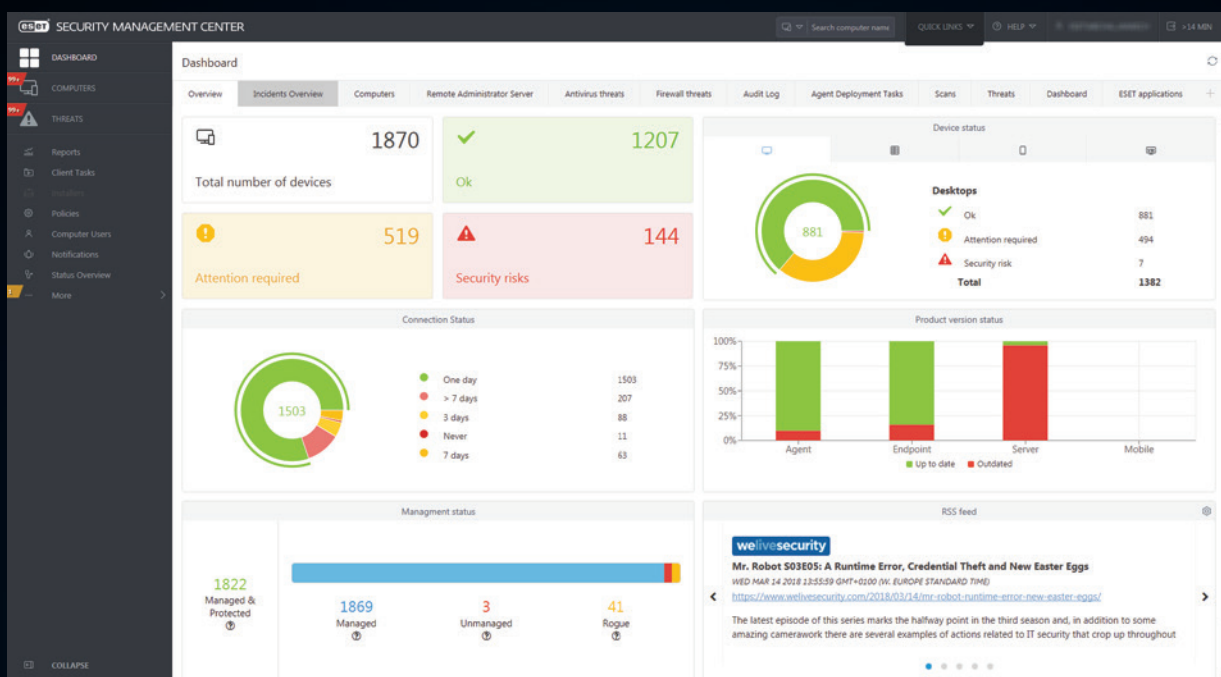 eset SECURITY MANAGEMENT CENTER
Search computer name
QUICK LINKS
HELP
>14 MIN
DASHBOARD
99+
COMPUTERS
99+
THREATS
Reports
Client Tasks
Installers
Policies
Computer Users
Notifications
Status Overview
More
COLLAPSE
Dashboard
Overview Incidents Overview Computers Remote Administrator Server Antivirus threats Firewall threats Audit Log Agent Deployment Tasks Scans Threats Dashboard ESET applications
1870
Total number of devices
1207
Ok
519
Attention required
144
Security risks
Device status
881
Desktops
Ok 881
Attention required 494
Security risk 7
Total 1382
Connection Status
1503
One day 1503
> 7 days 207
3 days 88
Never 11
7 days 63
Product version status
100%
75%
50%
25%
0%
Agent Endpoint Server Mobile
Up to date Outdated
Managment status
1822
Managed &
Protected
1869 3 41
Managed Unmanaged Rogue
RSS feed
welivesecurity
Mr. Robot S03E05: A Runtime Error, Credential Theft and New Easter Eggs
WED MAR 14 2018 13:55:59 GMT+0100 (W. EUROPE STANDARD TIME)
https://www.welivesecurity.com/2018/03/14/mr-robot-runtime-error-new-easter-eggs/
The latest episode of this series marks the halfway point in the third season and, in addition to some
amazing camerawork there are several examples of actions related to IT security that crop up throughout